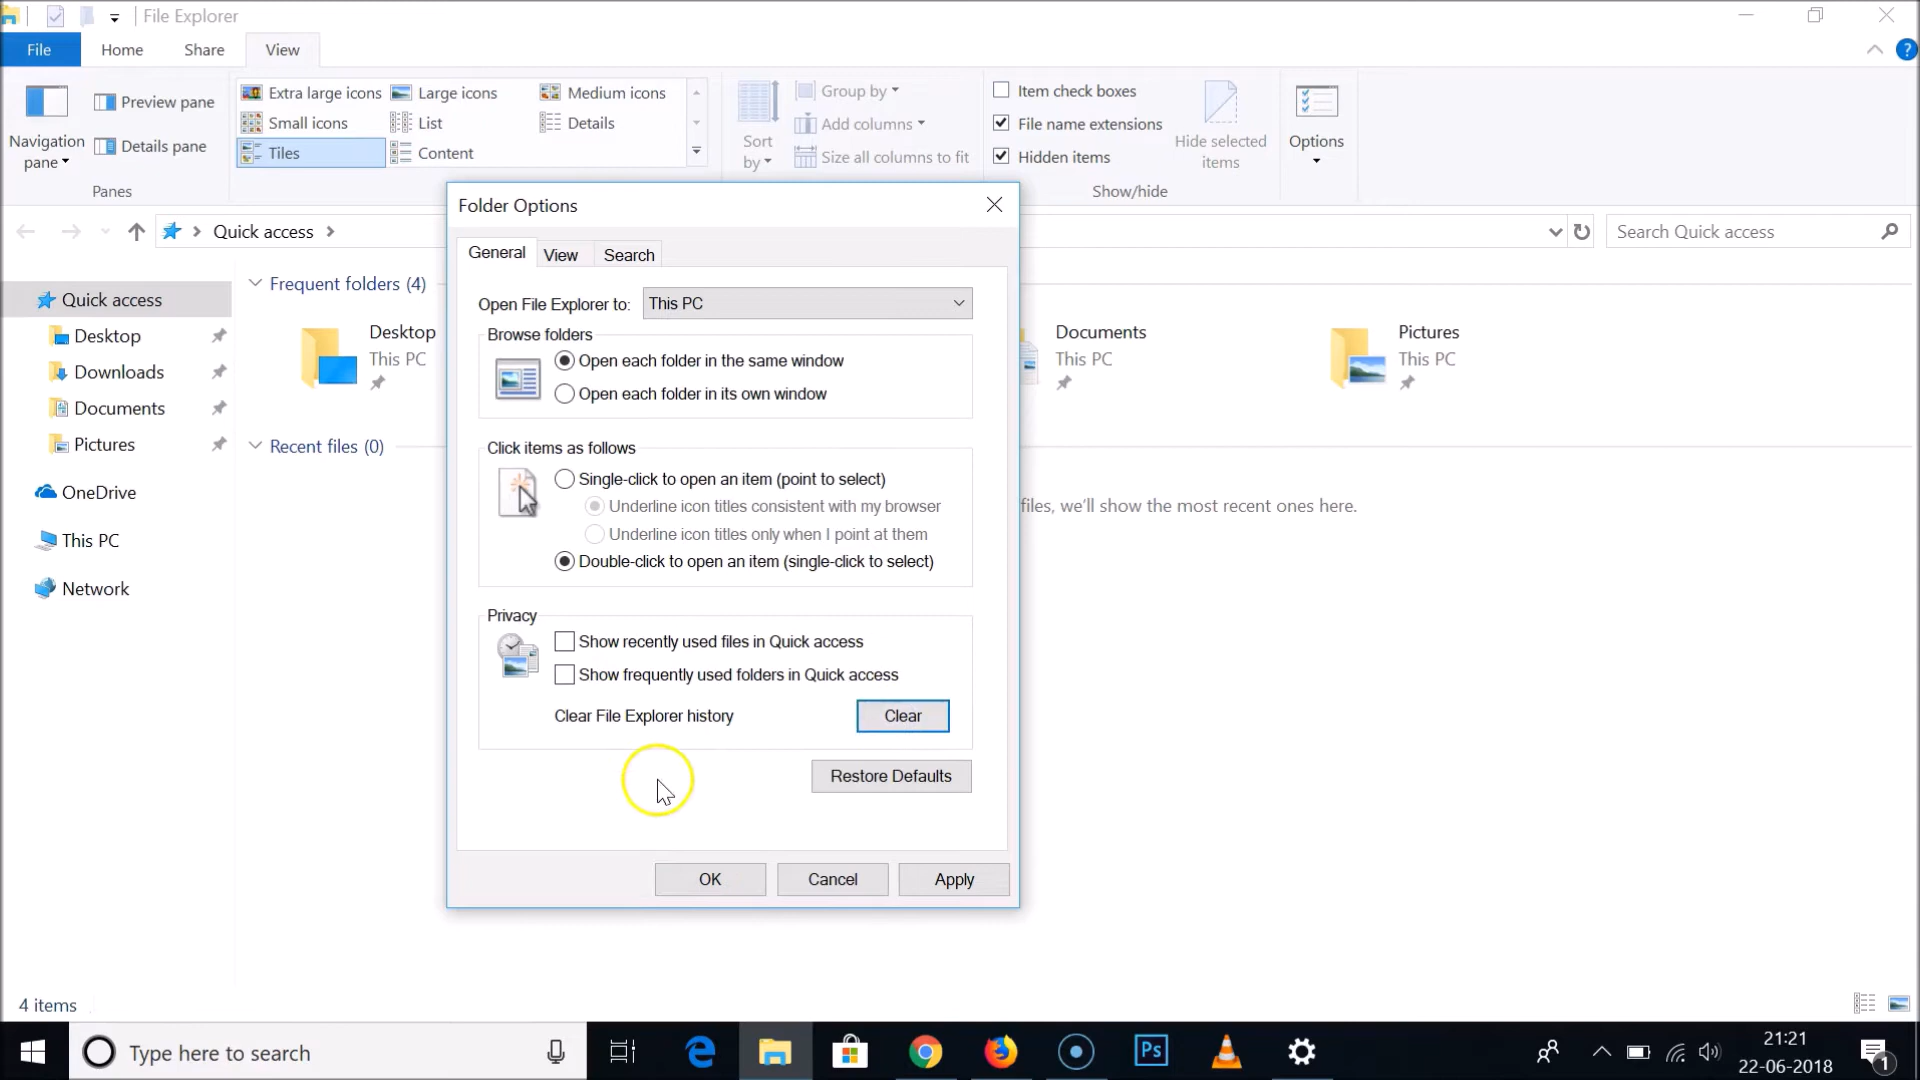 File Explorer
File Home Share View
Navigation pane
Preview pane
Details pane
Panes
Extra large icons Large icons Medium icons
Small icons List Details
Tiles Content
Sort by
Group by
Add columns
Size all columns to fit
Item check boxes
File name extensions
Hidden items
Hide selected items
Show/hide
Options
?
Quick access
Search Quick access
Quick access
Desktop
Downloads
Documents
Pictures
OneDrive
This PC
Network
Frequent folders (4)
Desktop
This PC
Documents
This PC
Pictures
This PC
Recent files (0)
files, we'll show the most recent ones here.
Folder Options
General View Search
Open File Explorer to: This PC
Browse folders
Open each folder in the same window
Open each folder in its own window
Click items as follows
Single-click to open an item (point to select)
Underline icon titles consistent with my browser
Underline icon titles only when I point at them
Double-click to open an item (single-click to select)
Privacy
Show recently used files in Quick access
Show frequently used folders in Quick access
Clear File Explorer history Clear
Restore Defaults
OK Cancel Apply
4 items
Type here to search
Ps
21:21
22-06-2018
1